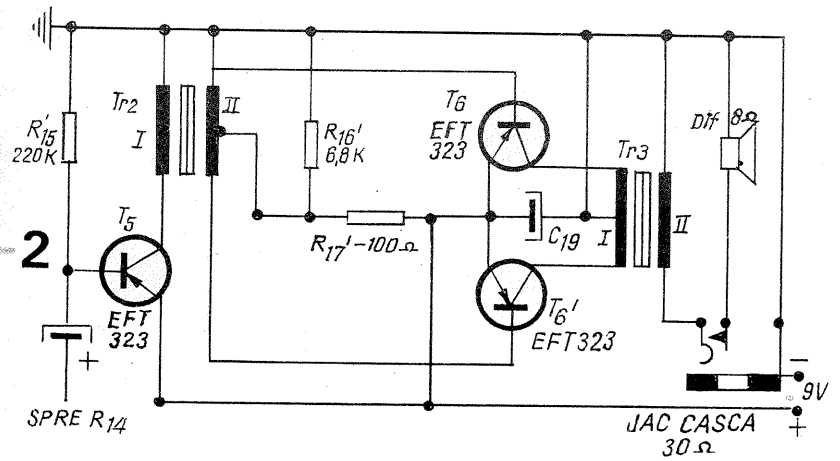 R'15
220K
Tr2
I
II
R16'
6,8K
T6
EFT
323
Tr3
I
II
Dif 8Ω
T5
2
EFT
323
R17'-100Ω
C19
T6'
EFT323
+
SPRE R14
JAC CASCA
30Ω
−
9V
+